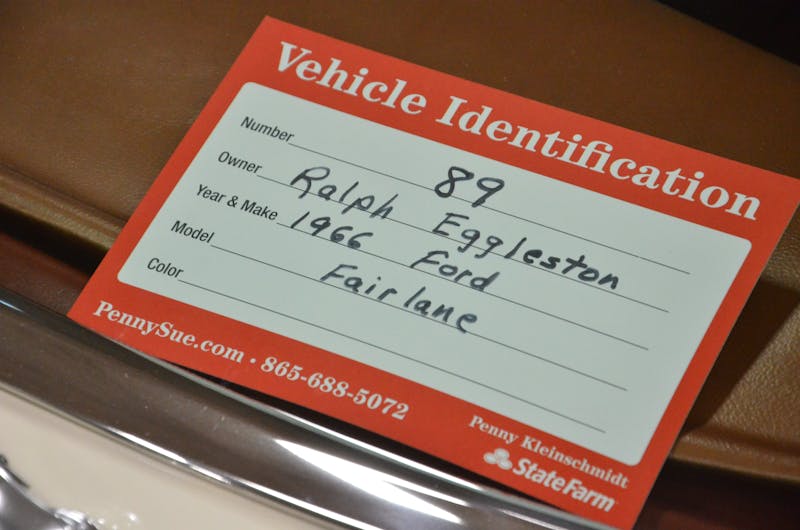 Vehicle Identification
Number 89
Owner Ralph Eggleston
Year & Make 1966 Ford
Model Fairlane
Color
PennySue.com • 865-688-5072
Penny Kleinschmidt
StateFarm